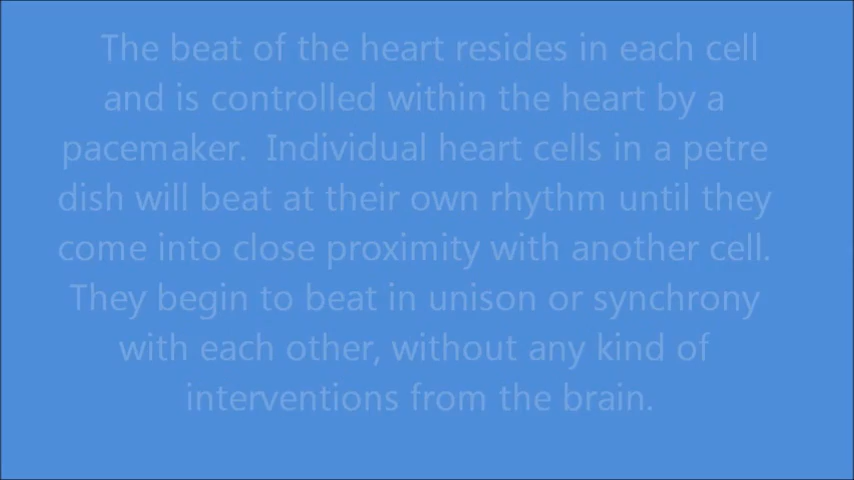 The beat of the heart resides in each cell
and is controlled within the heart by a
pacemaker. Individual heart cells in a petre
dish will beat at their own rhythm until they
come into close proximity with another cell.
They begin to beat in unison or synchrony
with each other, without any kind of
interventions from the brain.